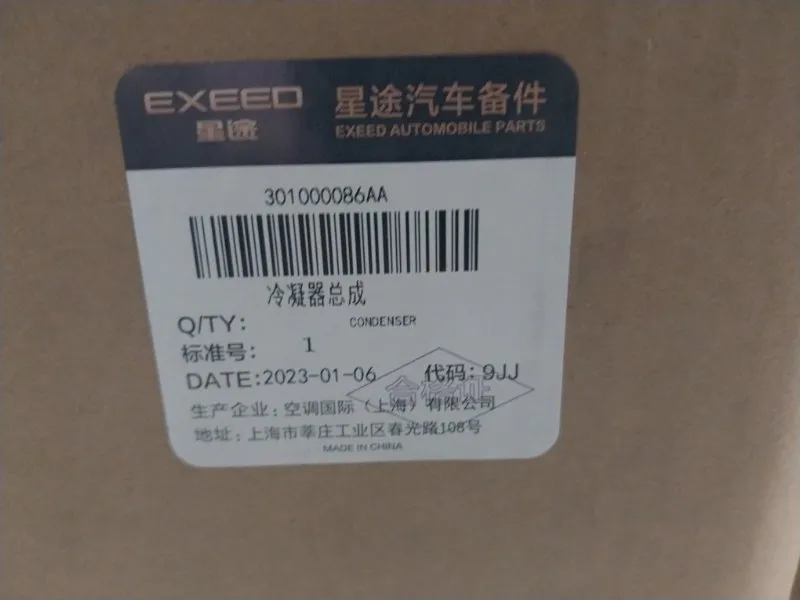 EXEED
星途
星途汽车备件
EXEED AUTOMOBILE PARTS
301000086AA
冷凝器总成
Q/TY:
CONDENSER
标准号:
1
DATE:2023-01-06
代码:9JJ
合格证
生产企业:空调国际(上海)有限公司
地址:上海市莘庄工业区春光路108号
MADE IN CHINA